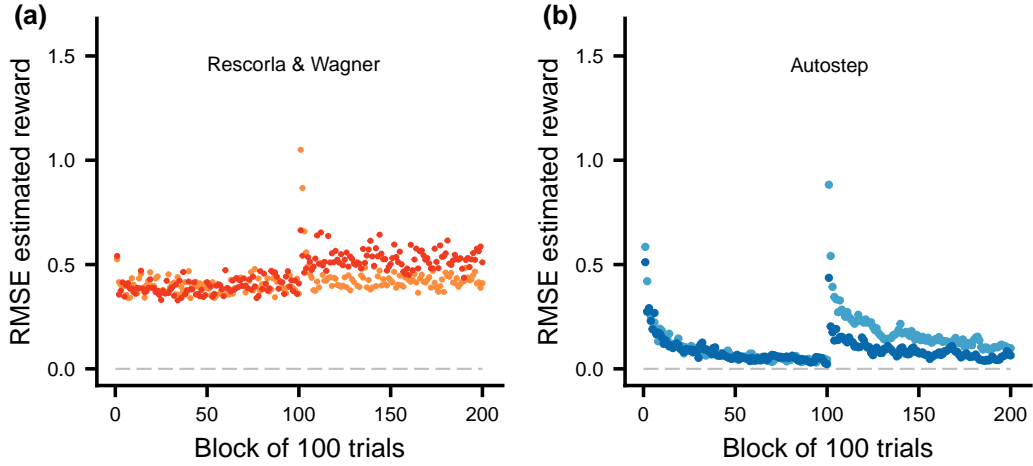 (a)
RMSE estimated reward
Rescorla & Wagner
1.5
1.0
0.5
0.0
0
50
100
150
200
Block of 100 trials
(b)
RMSE estimated reward
Autostep
1.5
1.0
0.5
0.0
0
50
100
150
200
Block of 100 trials